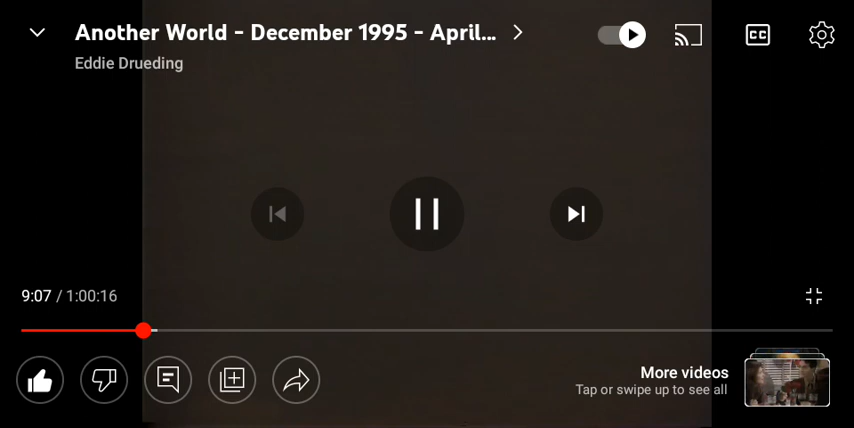 Another World - December 1995 - April...
Eddie Drueding
CC
9:07 / 1:00:16
More videos
Tap or swipe up to see all